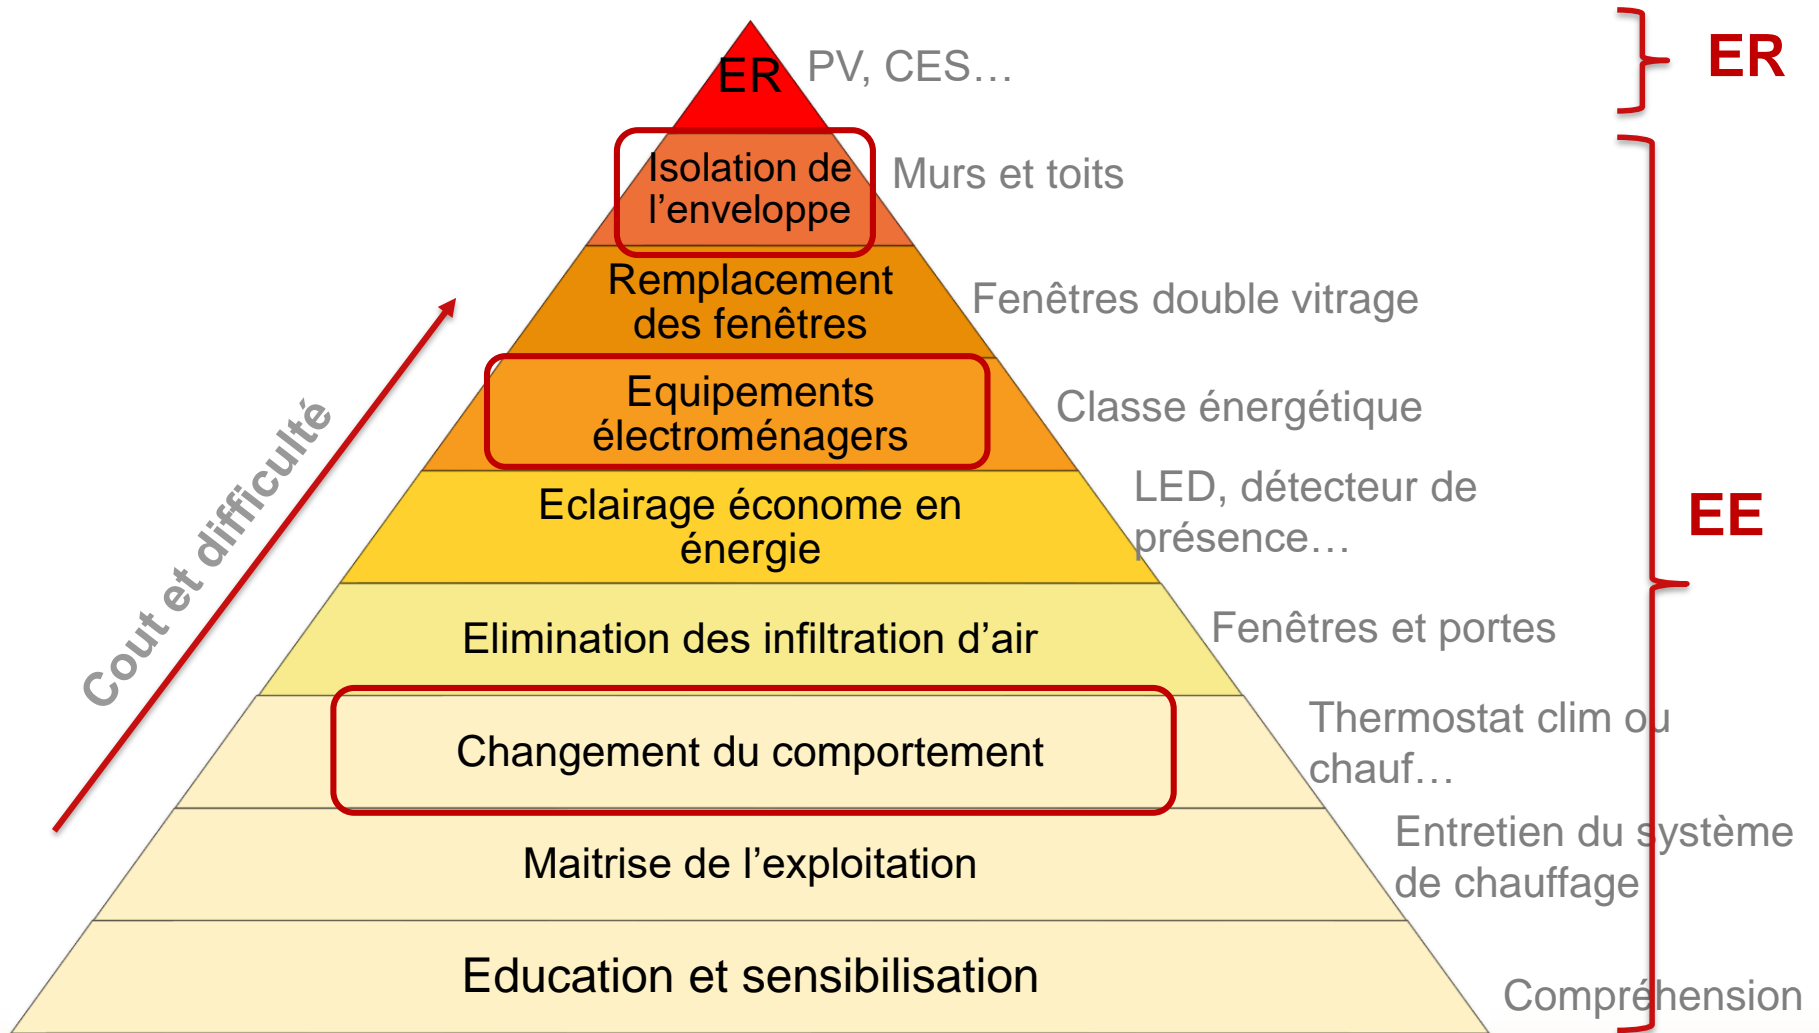 ER
PV, CES…
ER
Isolation de
l’enveloppe
Murs et toits
Remplacement
des fenêtres
Fenêtres double vitrage
Equipements
électroménagers
Classe énergétique
Eclairage économe en
énergie
LED, détecteur de
présence…
EE
Cout et difficulté
Elimination des infiltration d’air
Fenêtres et portes
Changement du comportement
Thermostat clim ou
chauf…
Maitrise de l’exploitation
Entretien du système
de chauffage
Education et sensibilisation
Compréhension